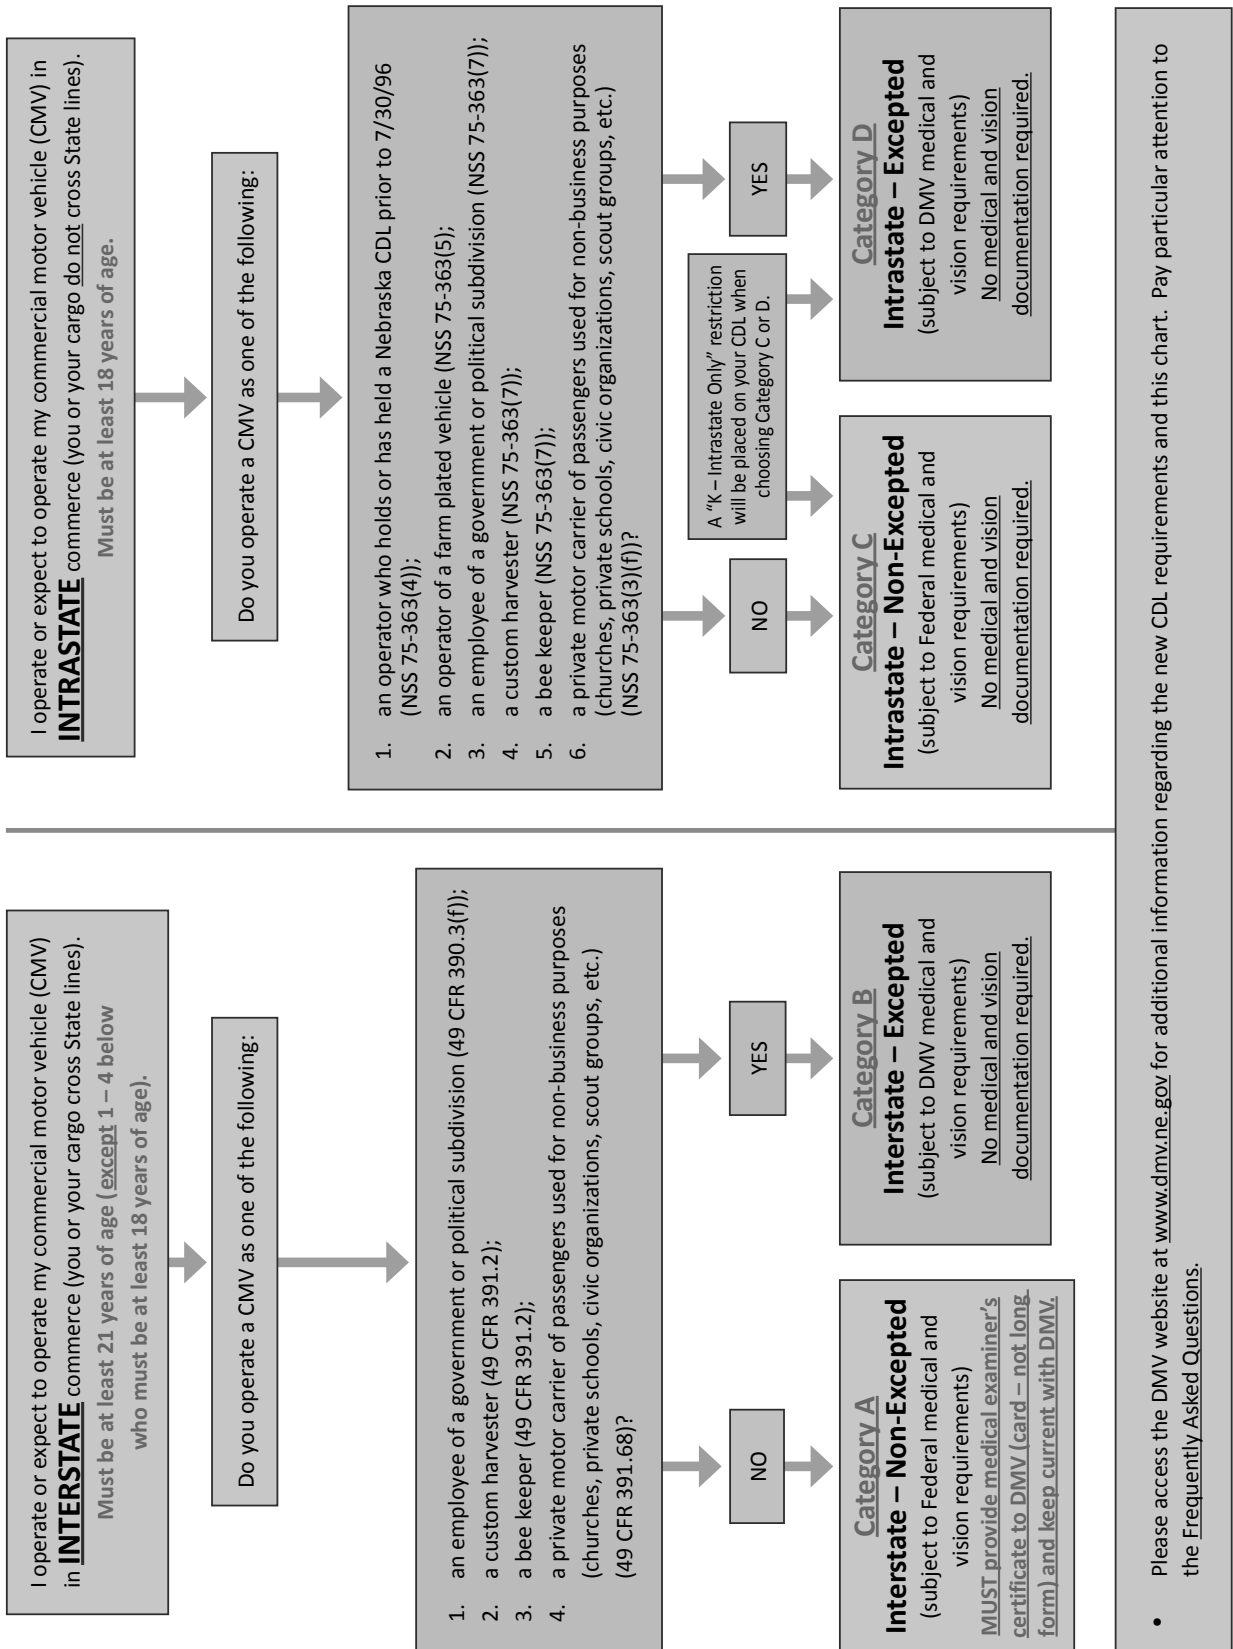 I operate or expect to operate my commercial motor vehicle (CMV)
in INTERSTATE commerce (you or your cargo cross State lines).
Must be at least 21 years of age (except 1 – 4 below
who must be at least 18 years of age).
Do you operate a CMV as one of the following:
1. an employee of a government or political subdivision (49 CFR 390.3(f));
2. a custom harvester (49 CFR 391.2);
3. a bee keeper (49 CFR 391.2);
4. a private motor carrier of passengers used for non-business purposes
(churches, private schools, civic organizations, scout groups, etc.)
(49 CFR 391.68)?
NO
YES
Category A
Interstate – Non-Excepted
(subject to Federal medical and
vision requirements)
MUST provide medical examiner's
certificate to DMV (card – not long
form) and keep current with DMV.
Category B
Interstate – Excepted
(subject to DMV medical and
vision requirements)
No medical and vision
documentation required.
I operate or expect to operate my commercial motor vehicle (CMV) in
INTRASTATE commerce (you or your cargo do not cross State lines).
Must be at least 18 years of age.
Do you operate a CMV as one of the following:
1. an operator who holds or has held a Nebraska CDL prior to 7/30/96
(NSS 75-363(4));
2. an operator of a farm plated vehicle (NSS 75-363(5);
3. an employee of a government or political subdivision (NSS 75-363(7));
4. a custom harvester (NSS 75-363(7));
5. a bee keeper (NSS 75-363(7));
6. a private motor carrier of passengers used for non-business purposes
(churches, private schools, civic organizations, scout groups, etc.)
(NSS 75-363(3)(f))?
NO
A "K – Intrastate Only" restriction
will be placed on your CDL when
choosing Category C or D.
YES
Category C
Intrastate – Non-Excepted
(subject to Federal medical and
vision requirements)
No medical and vision
documentation required.
Category D
Intrastate – Excepted
(subject to DMV medical and
vision requirements)
No medical and vision
documentation required.
• Please access the DMV website at www.dmv.ne.gov for additional information regarding the new CDL requirements and this chart. Pay particular attention to
the Frequently Asked Questions.